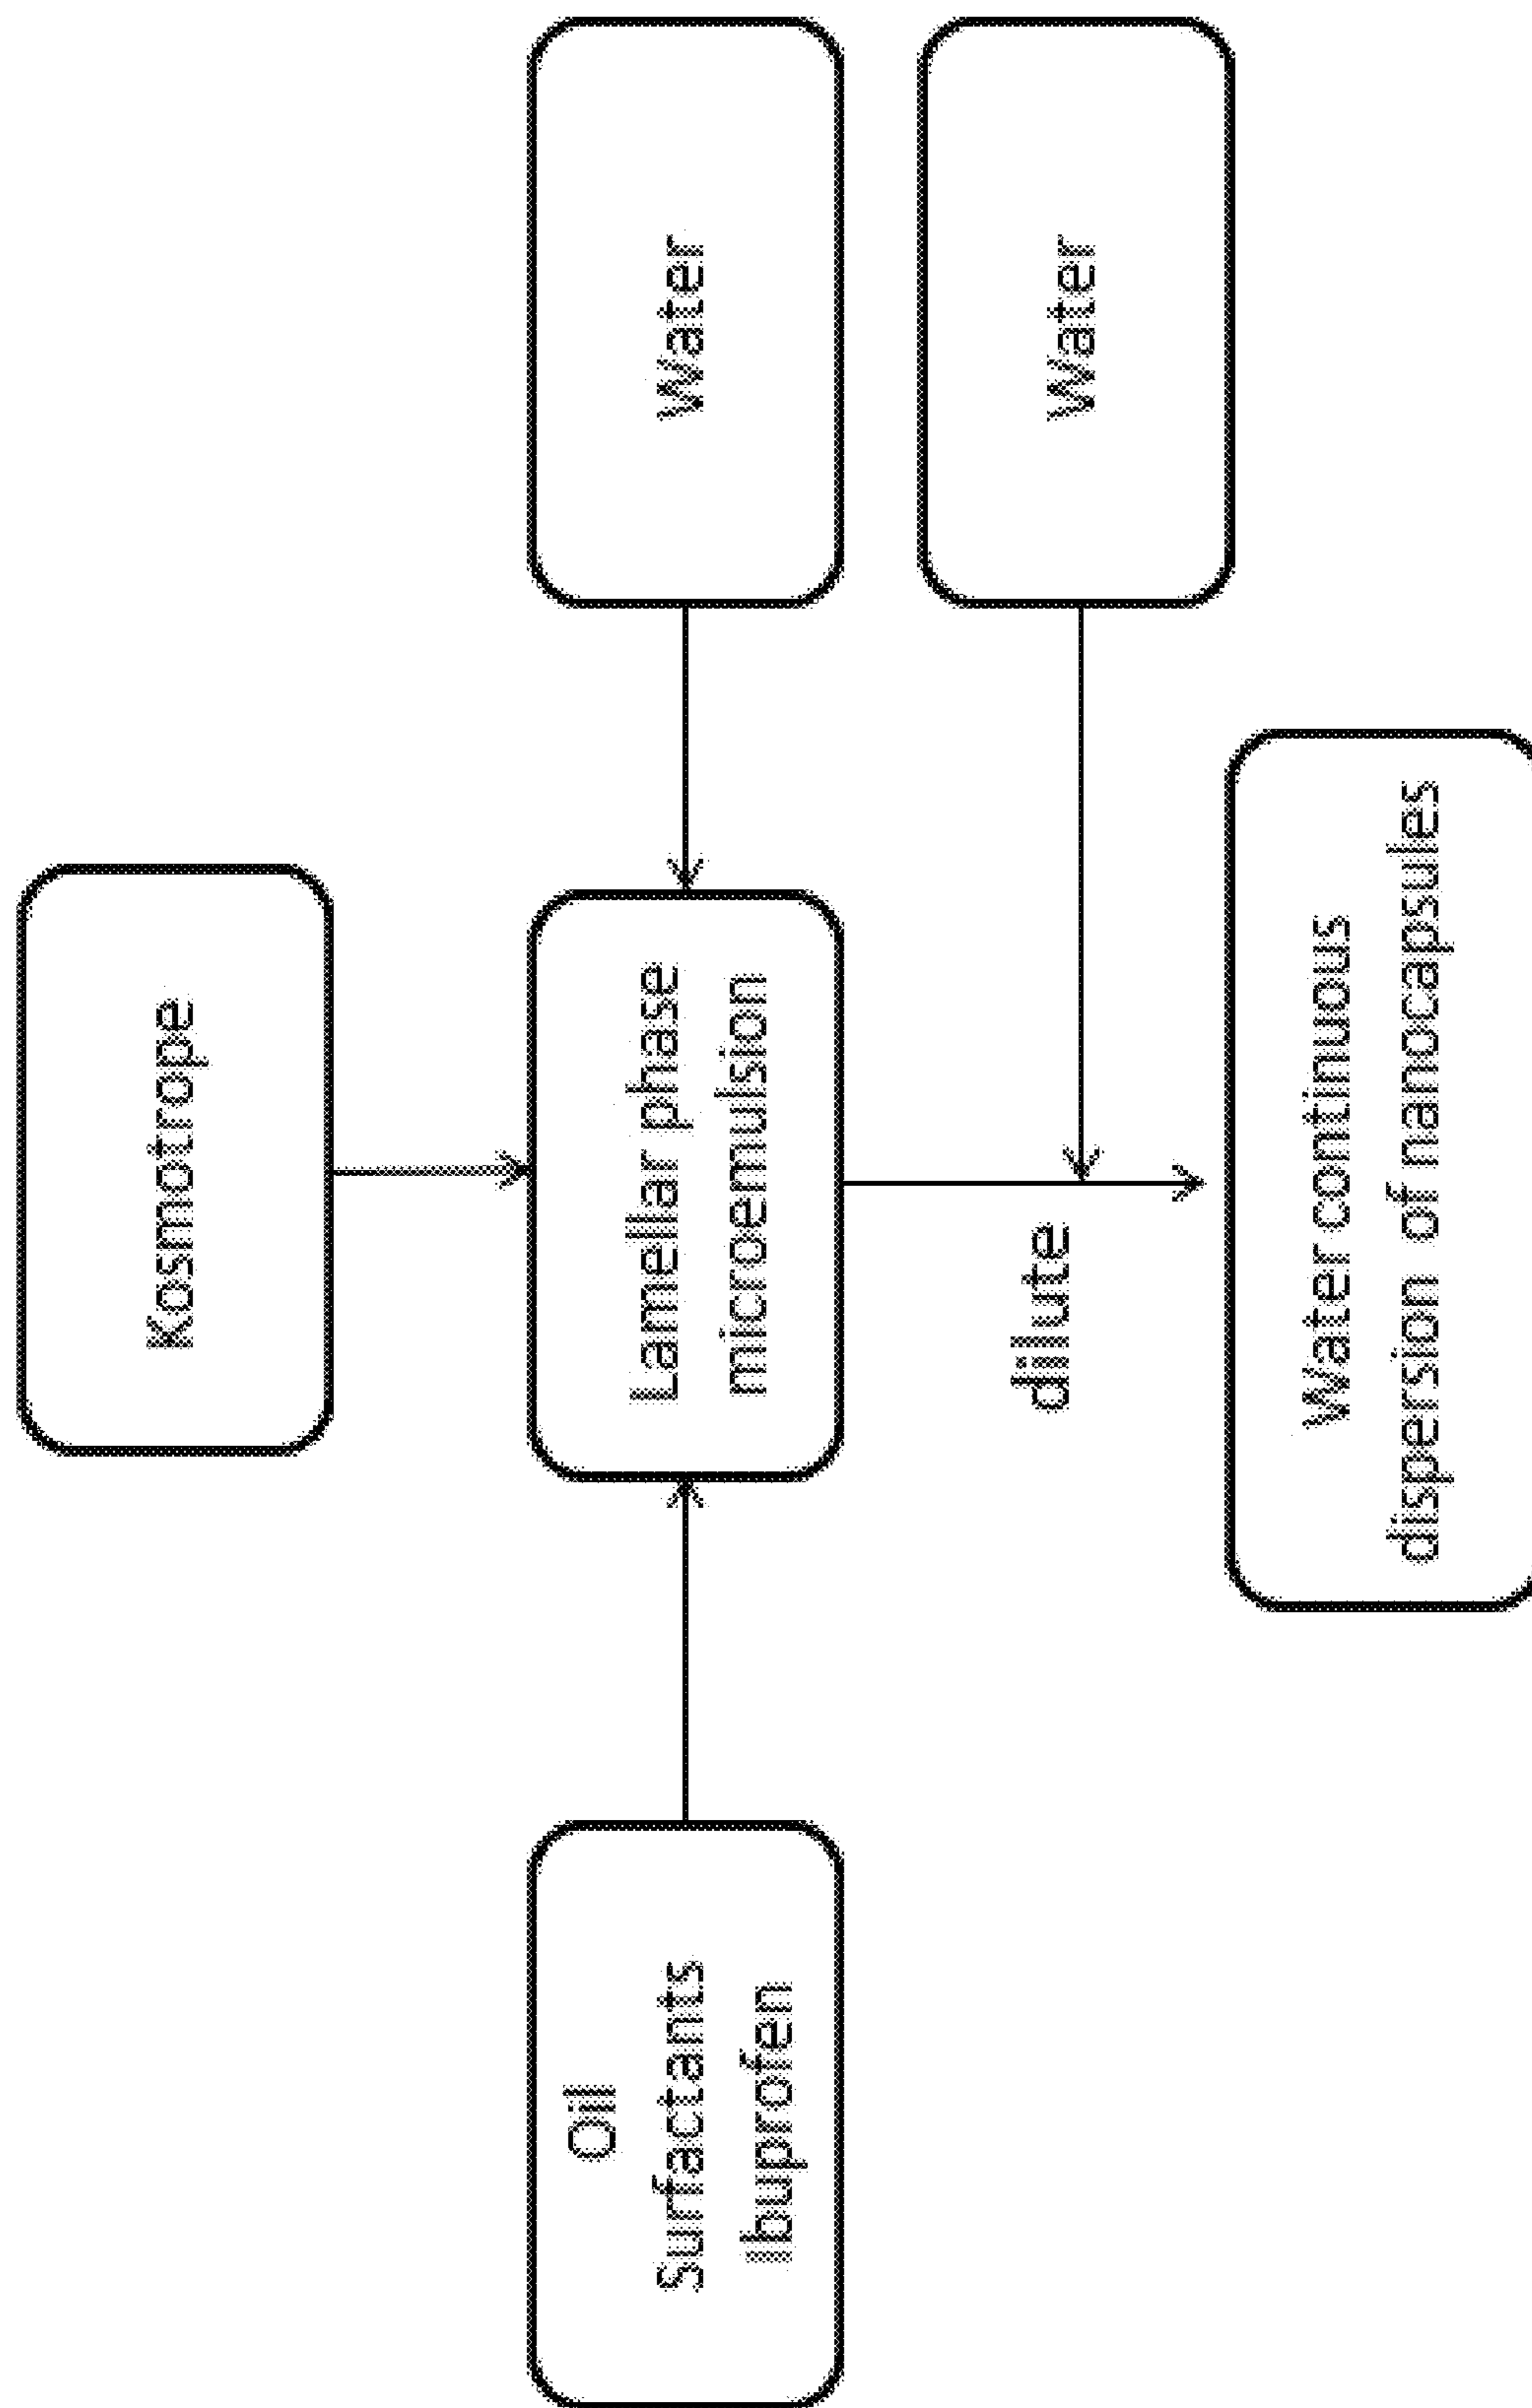 Kosmotrope
Oil
Surfactants
Ibuprofen
Lamellar phase
microemulsion
Water
dilute
Water
Water continuous
dispersion of nanocapsules